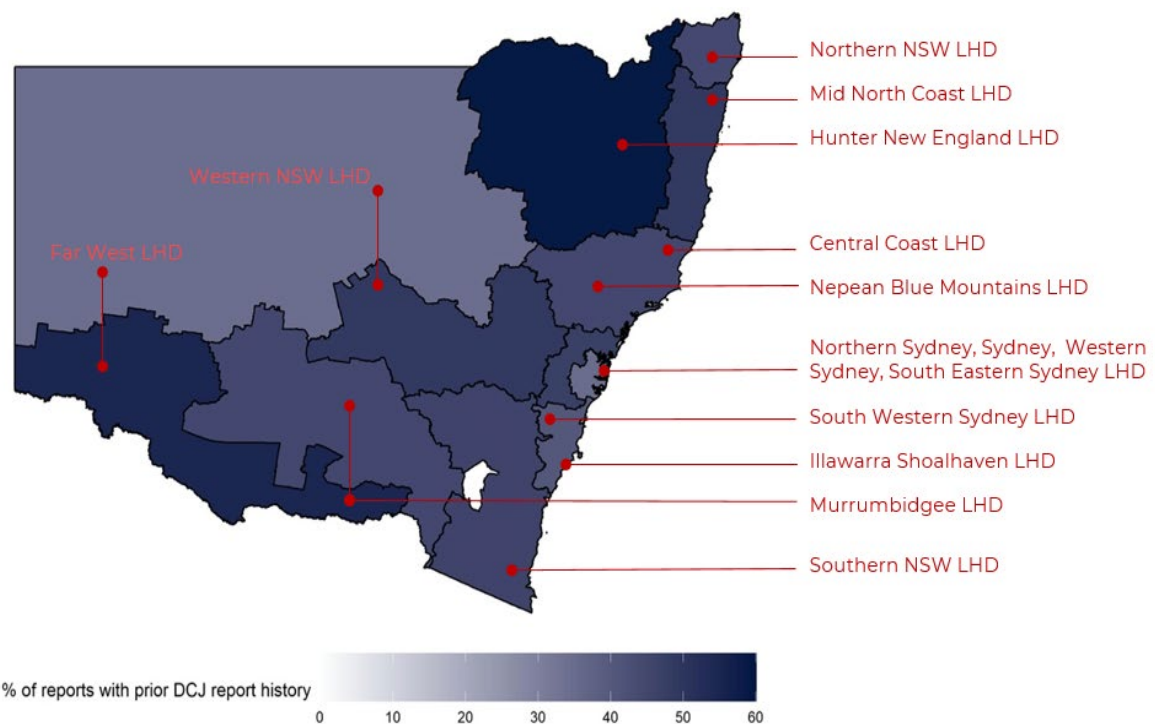 Northern NSW LHD
Mid North Coast LHD
Hunter New England LHD
Western NSW LHD
Far West LHD
Central Coast LHD
Nepean Blue Mountains LHD
Northern Sydney, Sydney, Western
Sydney, South Eastern Sydney LHD
South Western Sydney LHD
Illawarra Shoalhaven LHD
Murrumbidgee LHD
Southern NSW LHD
% of reports with prior DCJ report history
0 10 20 30 40 50 60